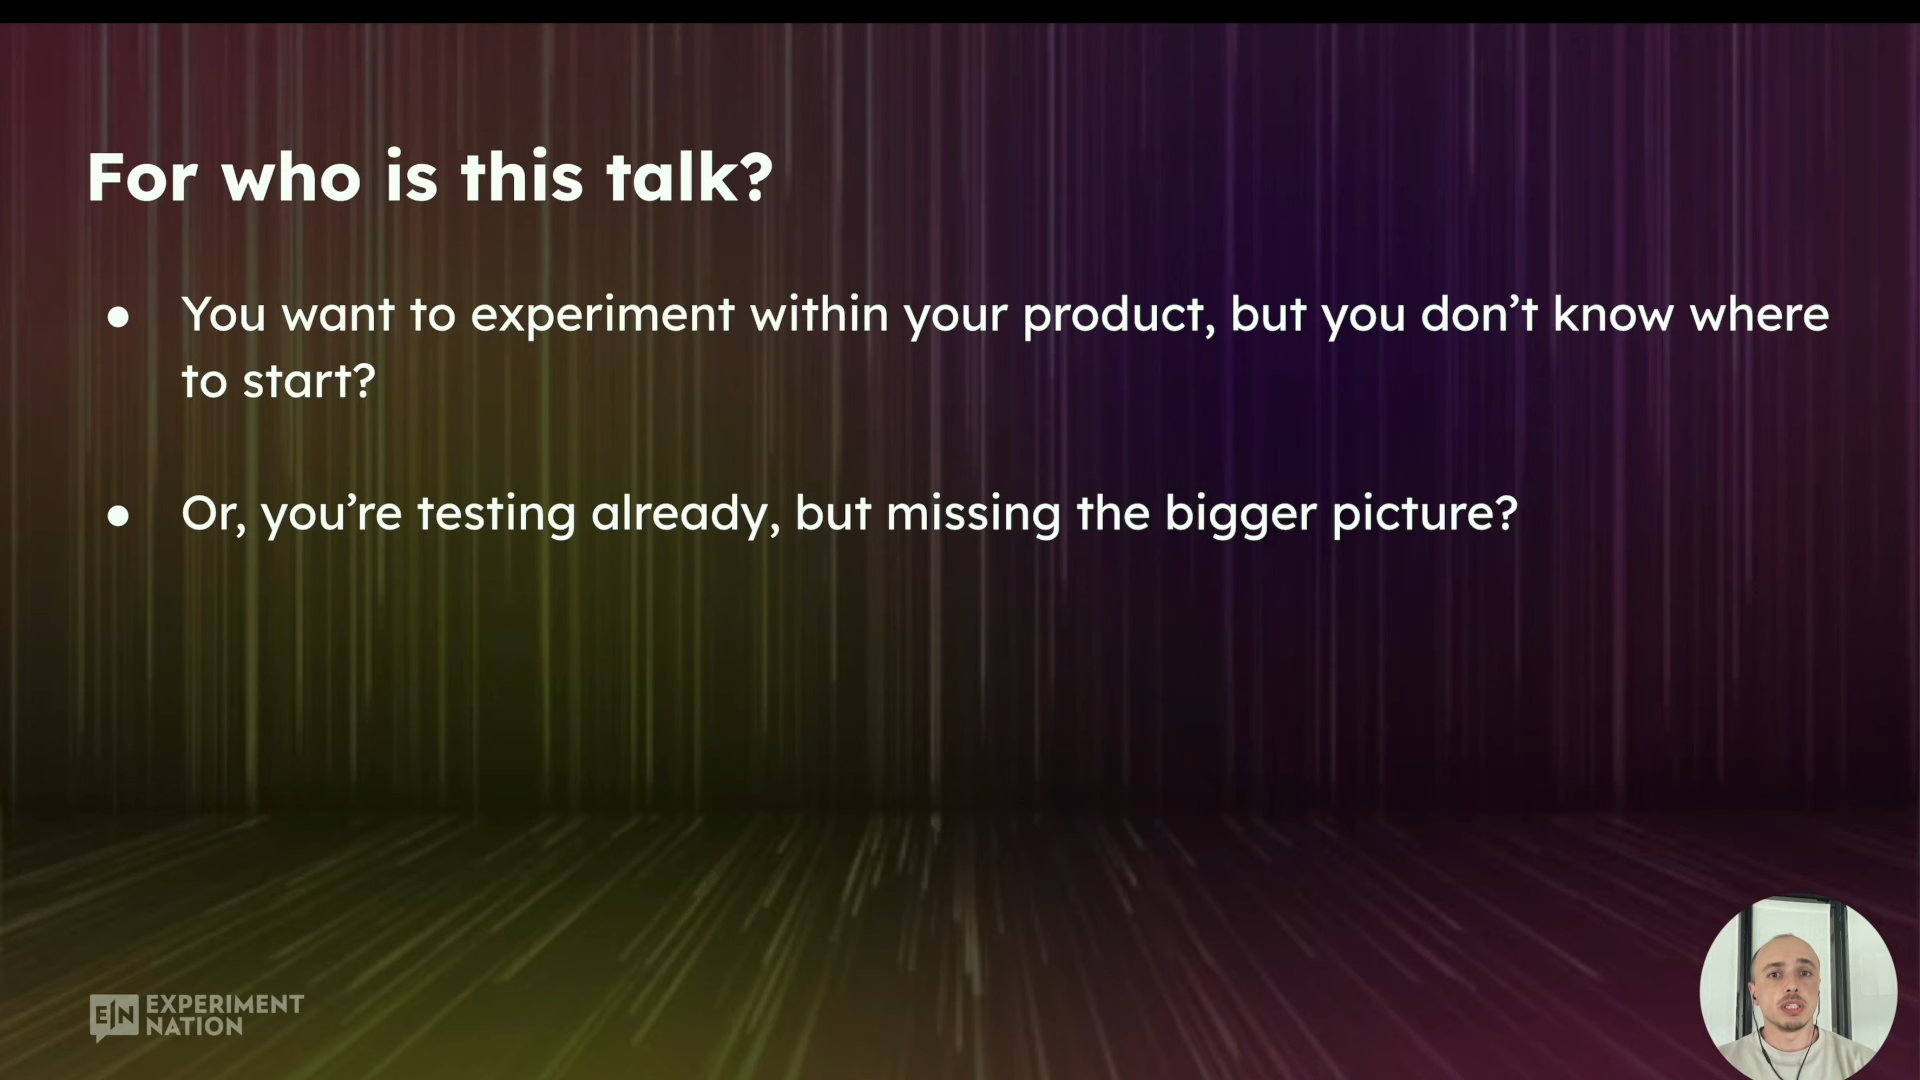 For who is this talk?
● You want to experiment within your product, but you don’t know where
to start?
● Or, you’re testing already, but missing the bigger picture?
EN EXPERIMENT
NATION